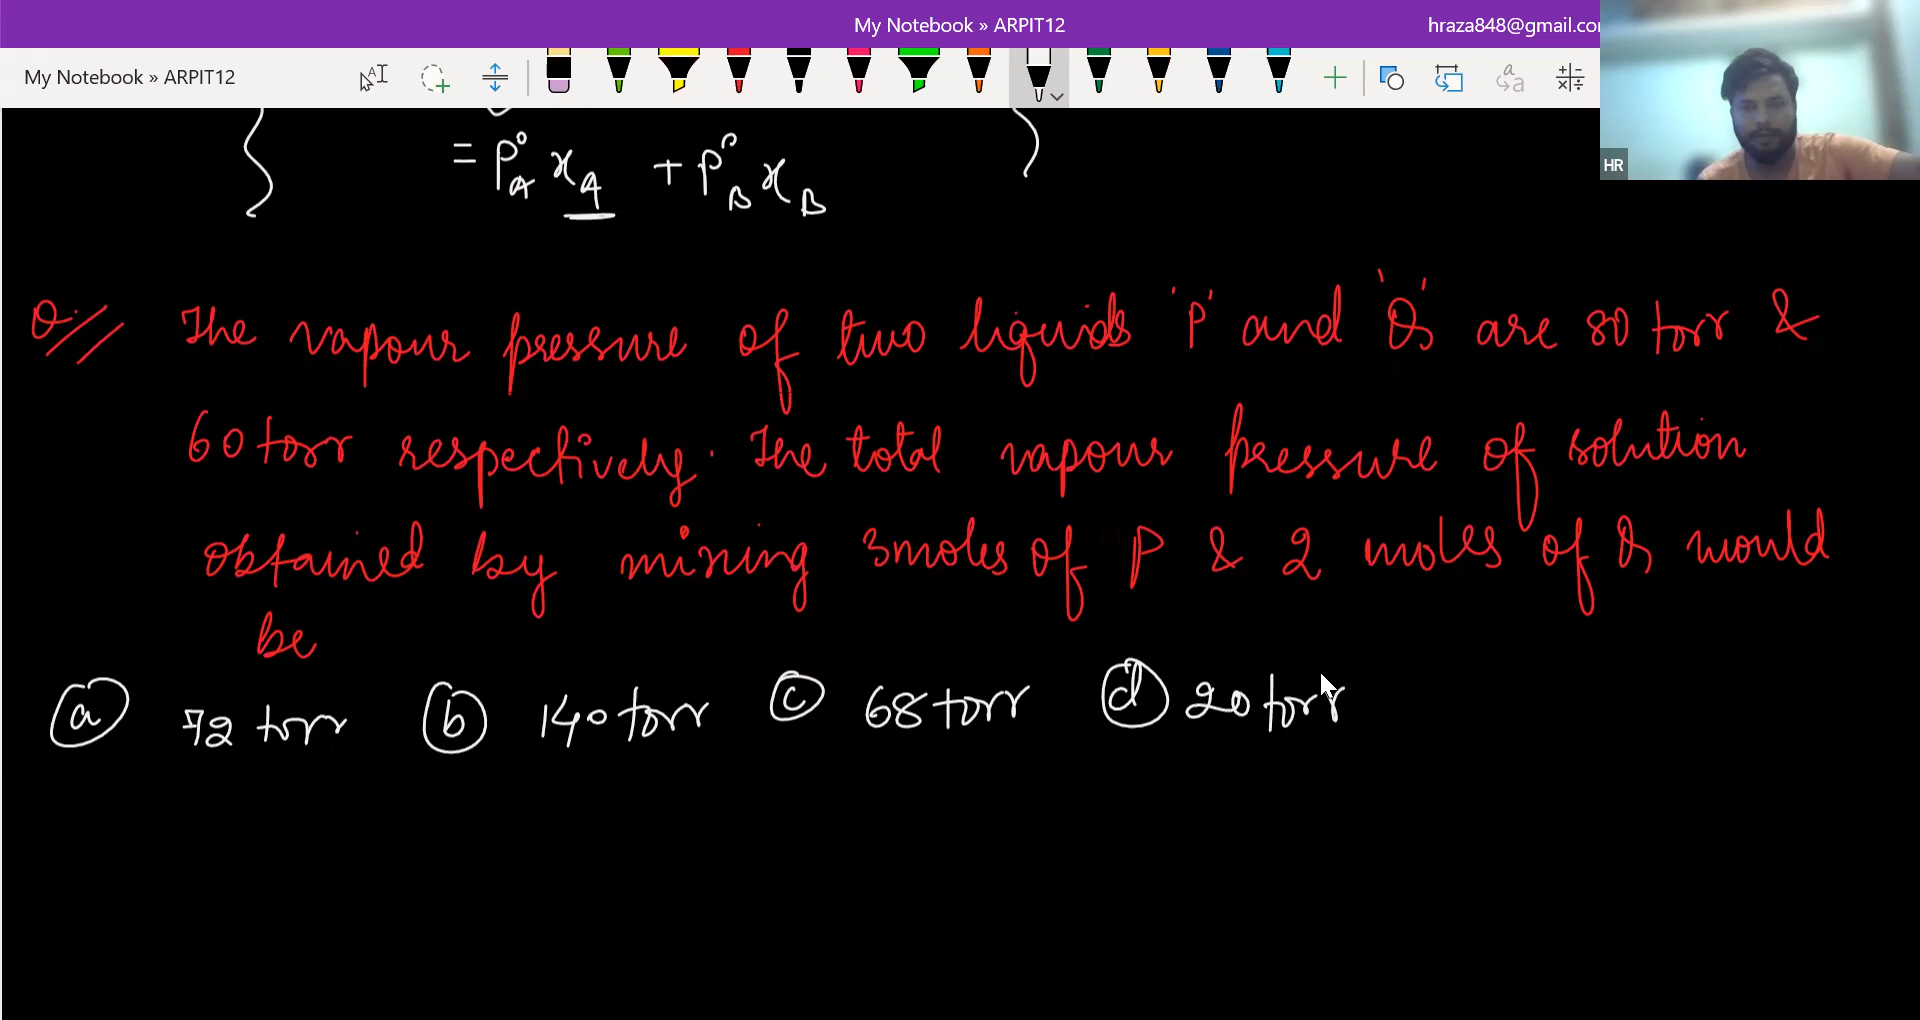 My Notebook » ARPIT12
hraza848@gmail.co
My Notebook » ARPIT12
HR
= P°A xA + P°B xB
Q.// The vapour pressure of two liquids 'P' and 'Q' are 80 torr &
60 torr respectively. The total vapour pressure of solution
obtained by mixing 3 moles of P & 2 moles of Q would
be
(a) 72 torr (b) 140 torr (c) 68 torr (d) 20 torr